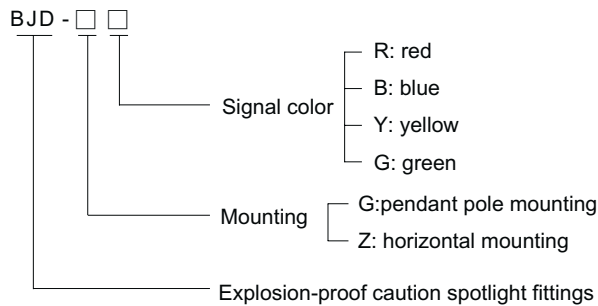 BJD-□ □
R: red
B: blue
Signal color
Y: yellow
G: green
G:pendant pole mounting
Mounting
Z: horizontal mounting
Explosion-proof caution spotlight fittings